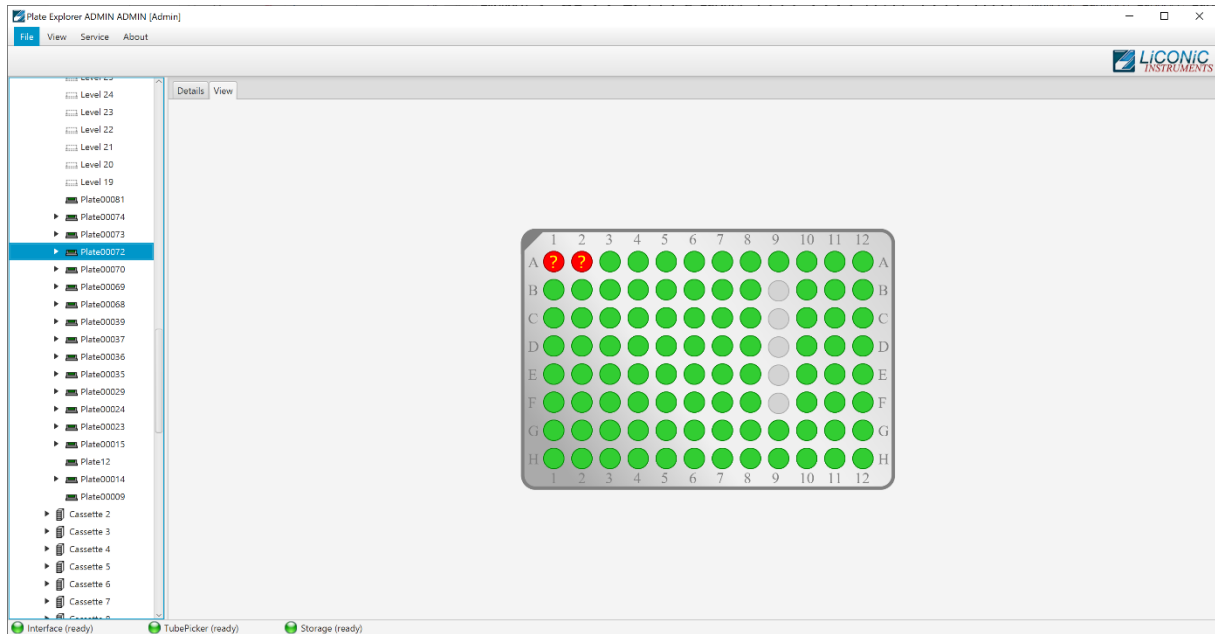 Plate Explorer ADMIN ADMIN [Admin]
File View Service About
LiCONiC
INSTRUMENTS
Details View
Level 24
Level 23
Level 22
Level 21
Level 20
Level 19
Plate00081
Plate00074
Plate00073
Plate00072
Plate00070
Plate00069
Plate00068
Plate00039
Plate00037
Plate00036
Plate00035
Plate00029
Plate00024
Plate00023
Plate00015
Plate12
Plate00014
Plate00009
Cassette 2
Cassette 3
Cassette 4
Cassette 5
Cassette 6
Cassette 7
1 2 3 4 5 6 7 8 9 10 11 12
A ? ? A
B B
C C
D D
E E
F F
G G
H H
1 2 3 4 5 6 7 8 9 10 11 12
Interface (ready) TubePicker (ready) Storage (ready)